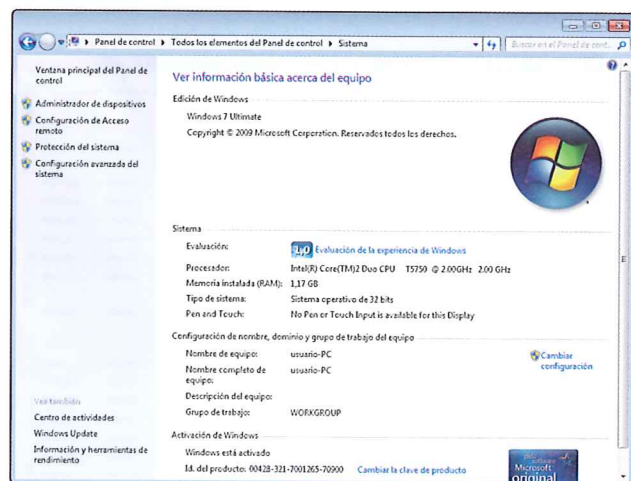 Panel de control ▸ Todos los elementos del Panel de control ▸ Sistema
Buscar en el Panel de cont...
Ventana principal del Panel de
control
Administrador de dispositivos
Configuración de Acceso
remoto
Protección del sistema
Configuración avanzada del
sistema
Vea también
Centro de actividades
Windows Update
Información y herramientas de
rendimiento
Ver información básica acerca del equipo
Edición de Windows
Windows 7 Ultimate
Copyright © 2009 Microsoft Corporation. Reservados todos los derechos.
Sistema
Evaluación: 1,0 Evaluación de la experiencia de Windows
Procesador: Intel(R) Core(TM)2 Duo CPU T5750 @ 2.00GHz 2.00 GHz
Memoria instalada (RAM): 1,17 GB
Tipo de sistema: Sistema operativo de 32 bits
Pen and Touch: No Pen or Touch Input is available for this Display
Configuración de nombre, dominio y grupo de trabajo del equipo
Nombre de equipo: usuario-PC
Cambiar
configuración
Nombre completo de
equipo: usuario-PC
Descripción del equipo:
Grupo de trabajo: WORKGROUP
Activación de Windows
Windows está activado
Id. del producto: 00428-321-7001265-70900 Cambiar la clave de producto
Microsoft
original